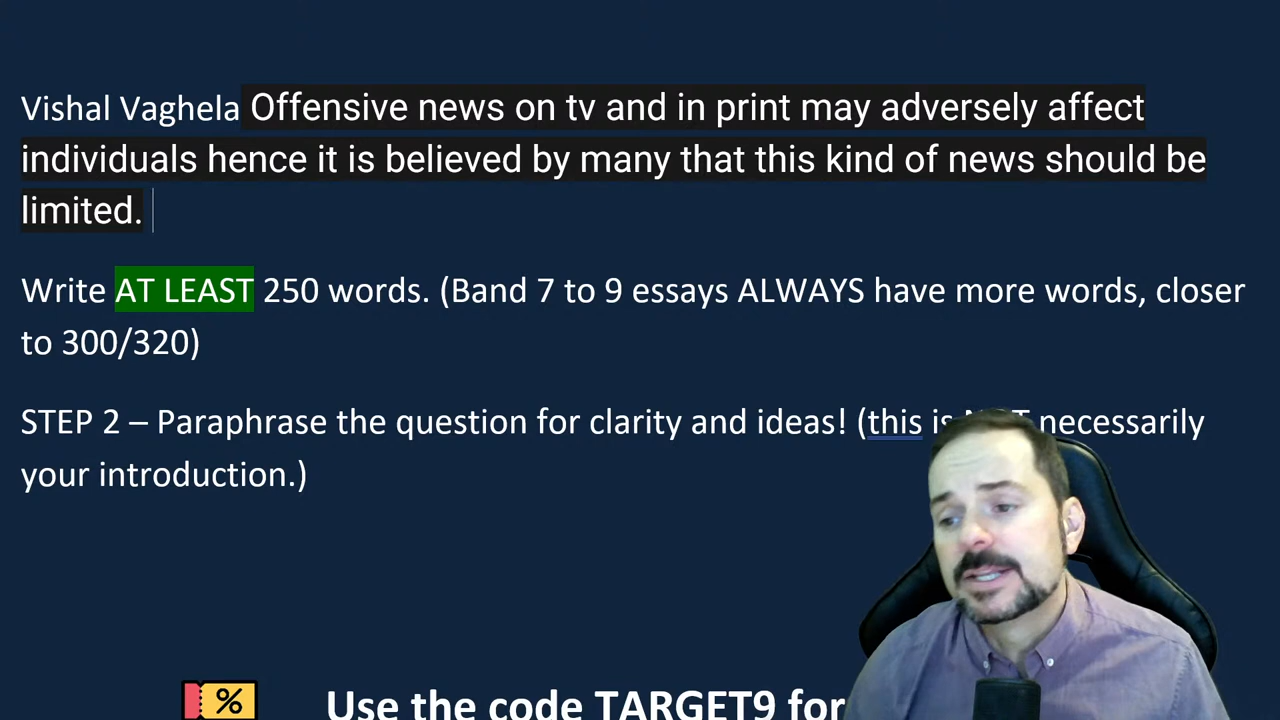 Vishal Vaghela Offensive news on tv and in print may adversely affect
individuals hence it is believed by many that this kind of news should be
limited.
Write AT LEAST 250 words. (Band 7 to 9 essays ALWAYS have more words, closer
to 300/320)
STEP 2 – Paraphrase the question for clarity and ideas! (this is NOT necessarily
your introduction.)
%
Use the code TARGET9 for